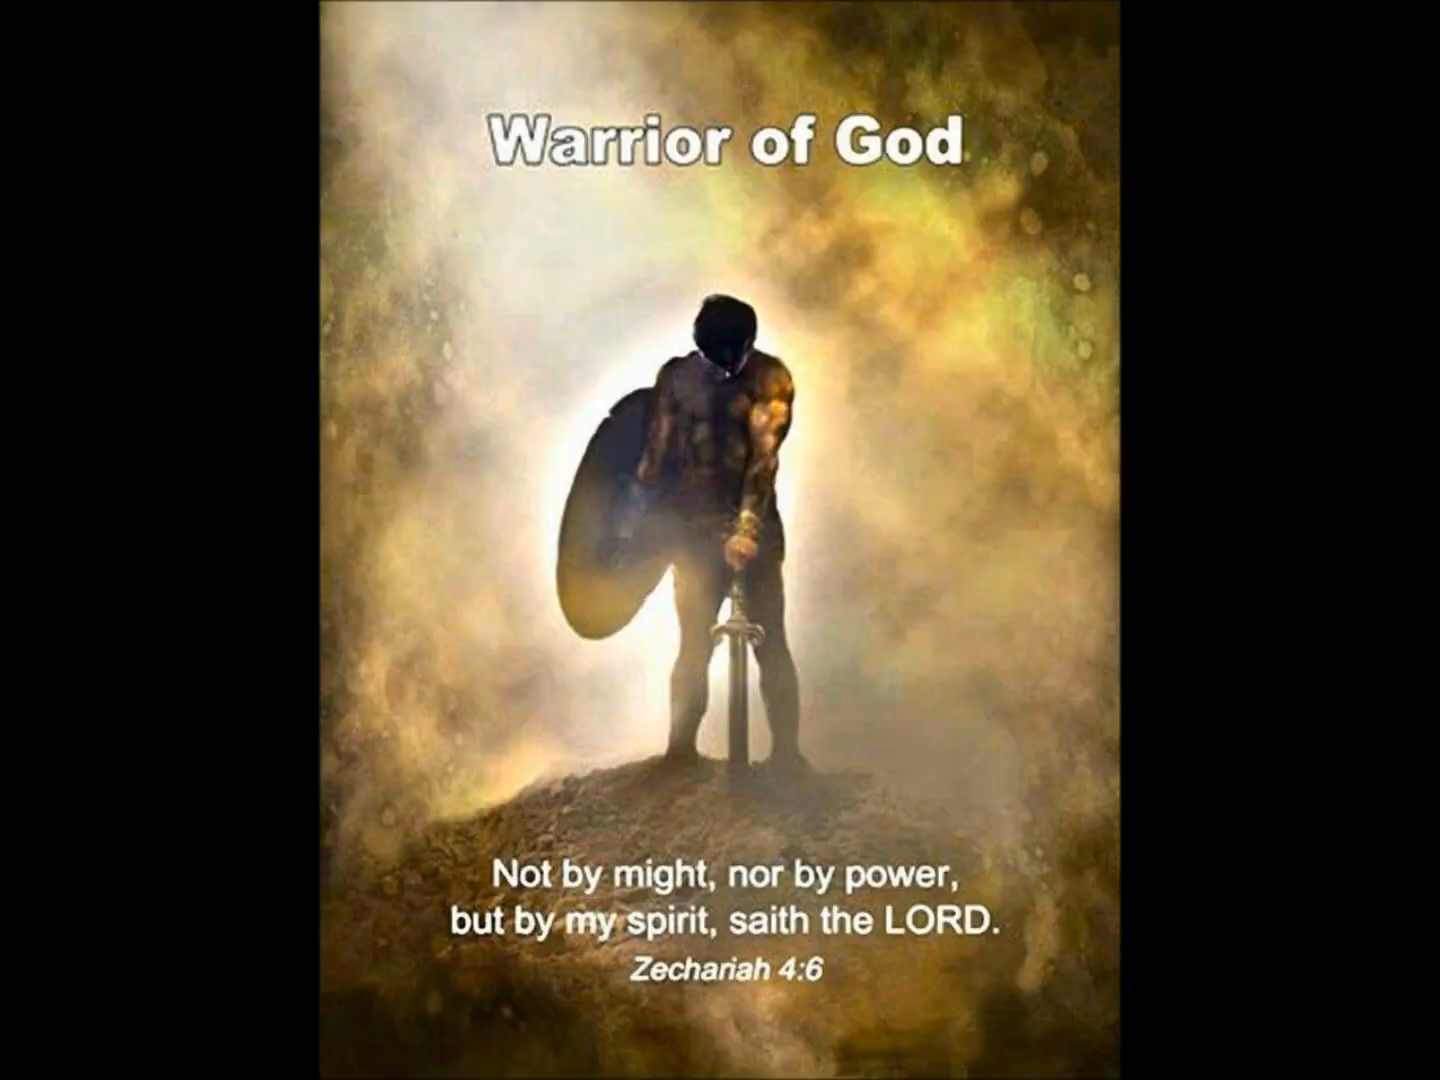 Warrior of God
Not by might, nor by power,
but by my spirit, saith the LORD.
Zechariah 4:6